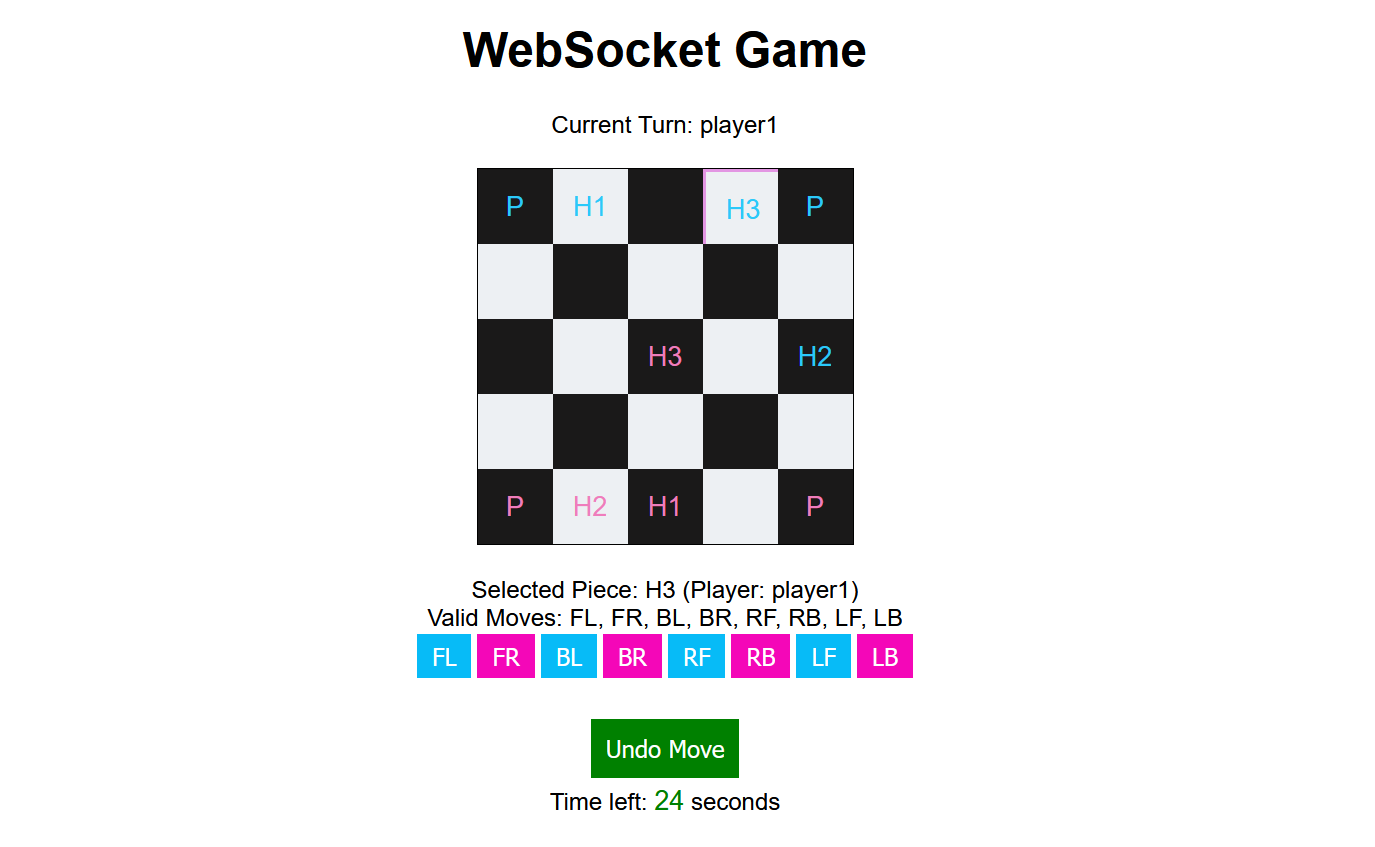 WebSocket Game
Current Turn: player1
P H1 H3 P
H3 H2
P H2 H1 P
Selected Piece: H3 (Player: player1)
Valid Moves: FL, FR, BL, BR, RF, RB, LF, LB
FL FR BL BR RF RB LF LB
Undo Move
Time left: 24 seconds